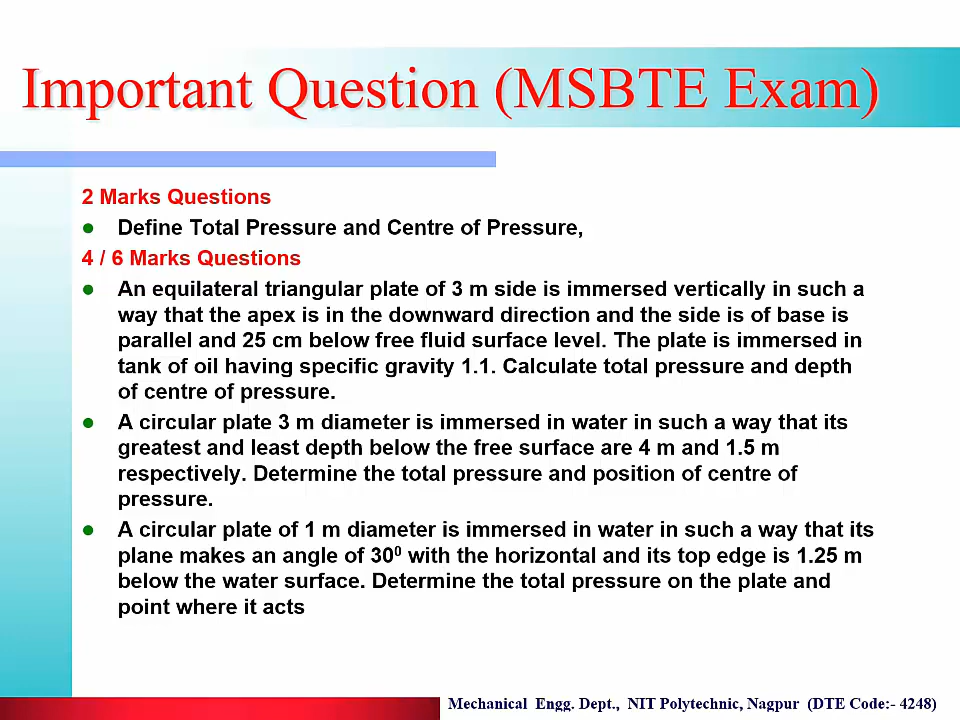 Important Question (MSBTE Exam)
2 Marks Questions
Define Total Pressure and Centre of Pressure,
4 / 6 Marks Questions
An equilateral triangular plate of 3 m side is immersed vertically in such a
way that the apex is in the downward direction and the side is of base is
parallel and 25 cm below free fluid surface level. The plate is immersed in
tank of oil having specific gravity 1.1. Calculate total pressure and depth
of centre of pressure.
A circular plate 3 m diameter is immersed in water in such a way that its
greatest and least depth below the free surface are 4 m and 1.5 m
respectively. Determine the total pressure and position of centre of
pressure.
A circular plate of 1 m diameter is immersed in water in such a way that its
plane makes an angle of 30⁰ with the horizontal and its top edge is 1.25 m
below the water surface. Determine the total pressure on the plate and
point where it acts
Mechanical Engg. Dept., NIT Polytechnic, Nagpur (DTE Code:- 4248)